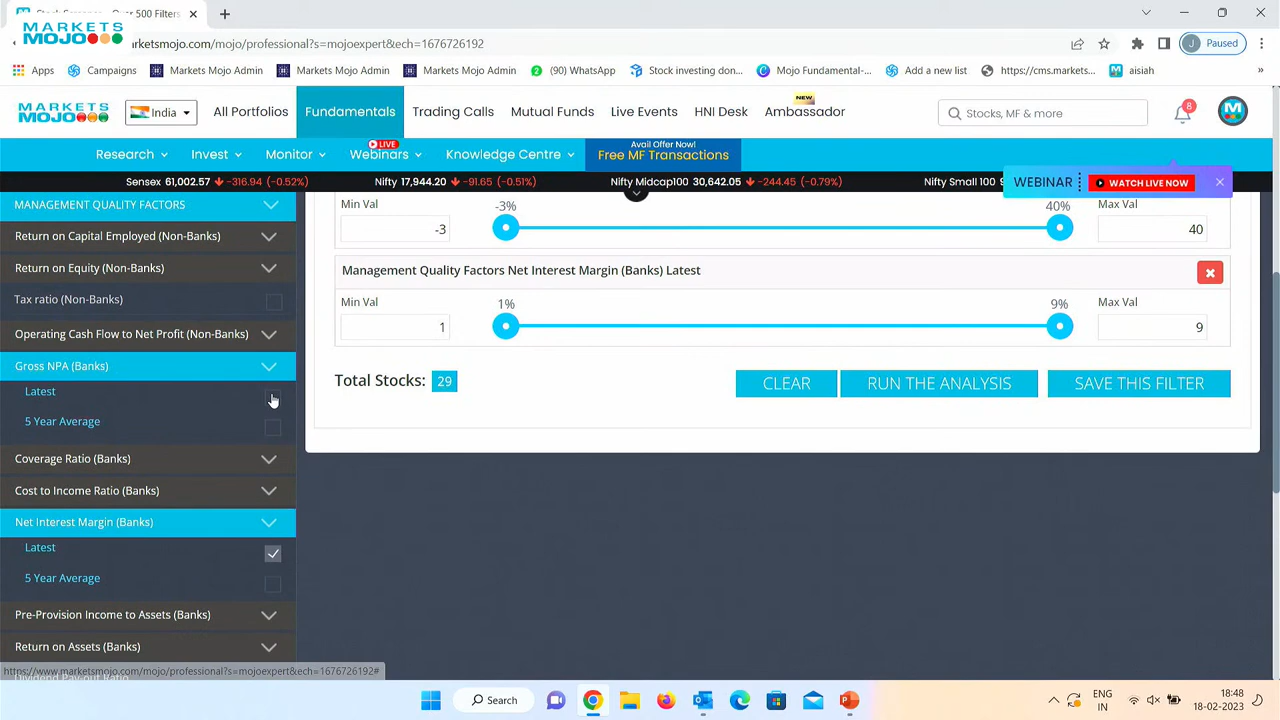 Stock Screener - Over 500 Filters
MARKETS
MOJO
marketsmojo.com/mojo/professional?s=mojoexpert&ech=1676726192
J Paused
Apps
Campaigns
Markets Mojo Admin
Markets Mojo Admin
Markets Mojo Admin
(90) WhatsApp
Stock investing don...
Mojo Fundamental-...
Add a new list
https://cms.markets...
aisiah
»
MARKETS
MOJO
India
All Portfolios
Fundamentals
Trading Calls
Mutual Funds
Live Events
HNI Desk
NEW
Ambassador
Stocks, MF & more
8
M
Research
Invest
Monitor
LIVE
Webinars
Knowledge Centre
Avail Offer Now!
Free MF Transactions
Sensex 61,002.57 -316.94 (-0.52%)
Nifty 17,944.20 -91.65 (-0.51%)
Nifty Midcap100 30,642.05 -244.45 (-0.79%)
Nifty Small 100 9
WEBINAR
WATCH LIVE NOW
MANAGEMENT QUALITY FACTORS
Return on Capital Employed (Non-Banks)
Return on Equity (Non-Banks)
Tax ratio (Non-Banks)
Operating Cash Flow to Net Profit (Non-Banks)
Gross NPA (Banks)
Latest
5 Year Average
Coverage Ratio (Banks)
Cost to Income Ratio (Banks)
Net Interest Margin (Banks)
Latest
5 Year Average
Pre-Provision Income to Assets (Banks)
Return on Assets (Banks)
Dividend Payout Ratio
https://www.marketsmojo.com/mojo/professional?s=mojoexpert&ech=1676726192#
Min Val -3% 40% Max Val
-3 40
Management Quality Factors Net Interest Margin (Banks) Latest
Min Val 1% 9% Max Val
1 9
Total Stocks: 29
CLEAR
RUN THE ANALYSIS
SAVE THIS FILTER
Search
ENG
IN
18:48
18-02-2023